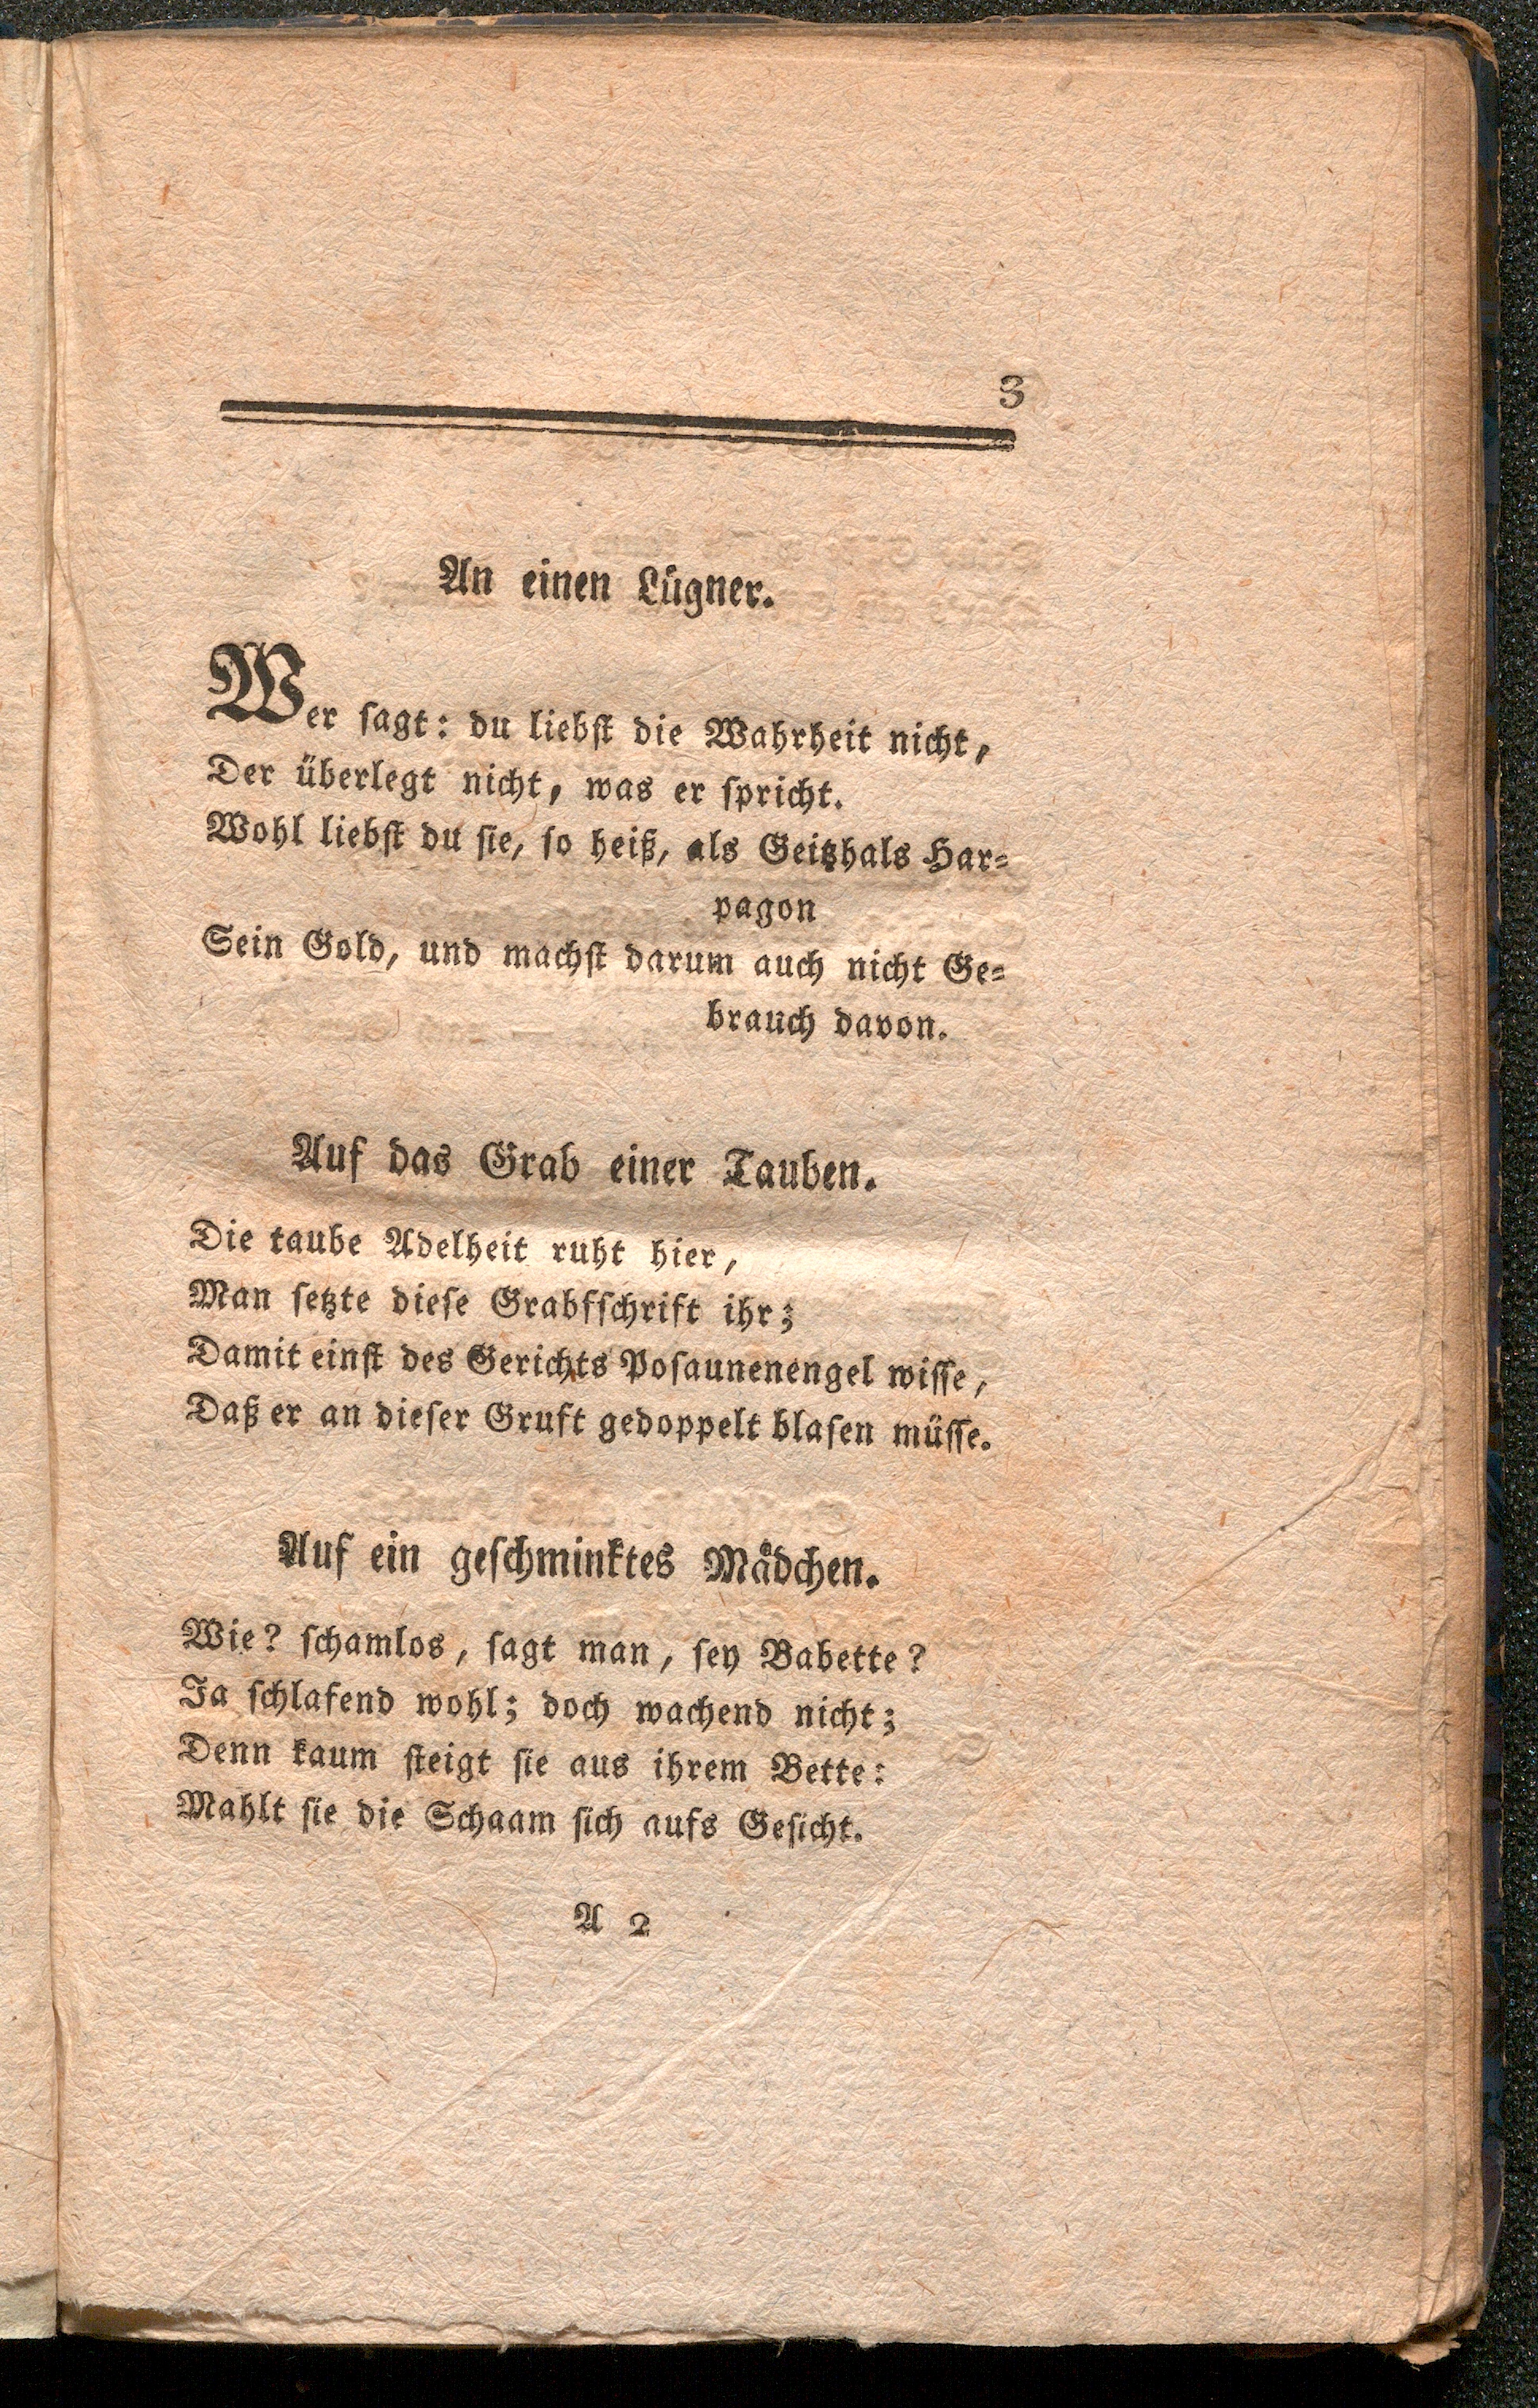 3
An einen Lügner.
Wer ſagt: du liebſt die Wahrheit nicht,
Der überlegt nicht, was er ſpricht.
Wohl liebſt du ſie, ſo heiß, als Geitzhals Har-
pagon
Sein Gold, und machſt darum auch nicht Ge-
brauch davon.
Auf das Grab einer Tauben.
Die taube Adelheit ruht hier,
Man ſetzte dieſe Grabfſchrift ihr;
Damit einſt des Gerichts Poſaunenengel wiſſe,
Daß er an dieſer Gruft gedoppelt blaſen müſſe.
Auf ein geſchminktes Mädchen.
Wie? ſchamlos, ſagt man, ſey Babette?
Ja ſchlafend wohl; doch wachend nicht;
Denn kaum ſteigt ſie aus ihrem Bette:
Mahlt ſie die Schaam ſich aufs Geſicht.
A 2